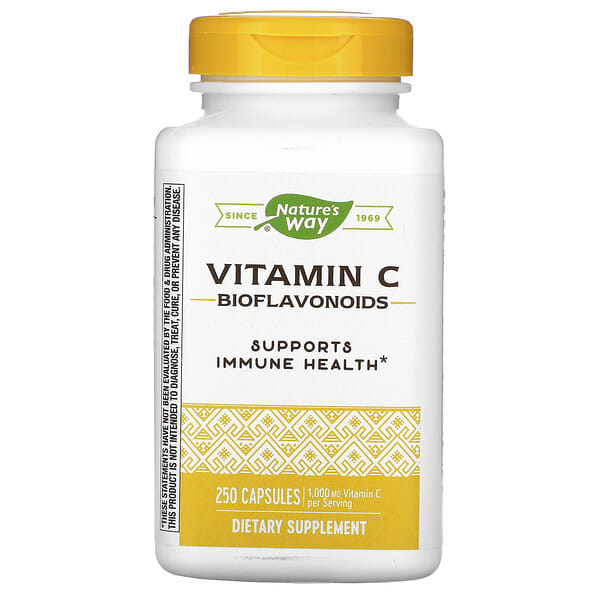 SINCE
Nature's
Way®
1969
VITAMIN C
BIOFLAVONOIDS
SUPPORTS
IMMUNE HEALTH*
250 CAPSULES
1,000 MG Vitamin C
per Serving
DIETARY SUPPLEMENT
*THESE STATEMENTS HAVE NOT BEEN EVALUATED BY THE FOOD & DRUG ADMINISTRATION.
THIS PRODUCT IS NOT INTENDED TO DIAGNOSE, TREAT, CURE, OR PREVENT ANY DISEASE.